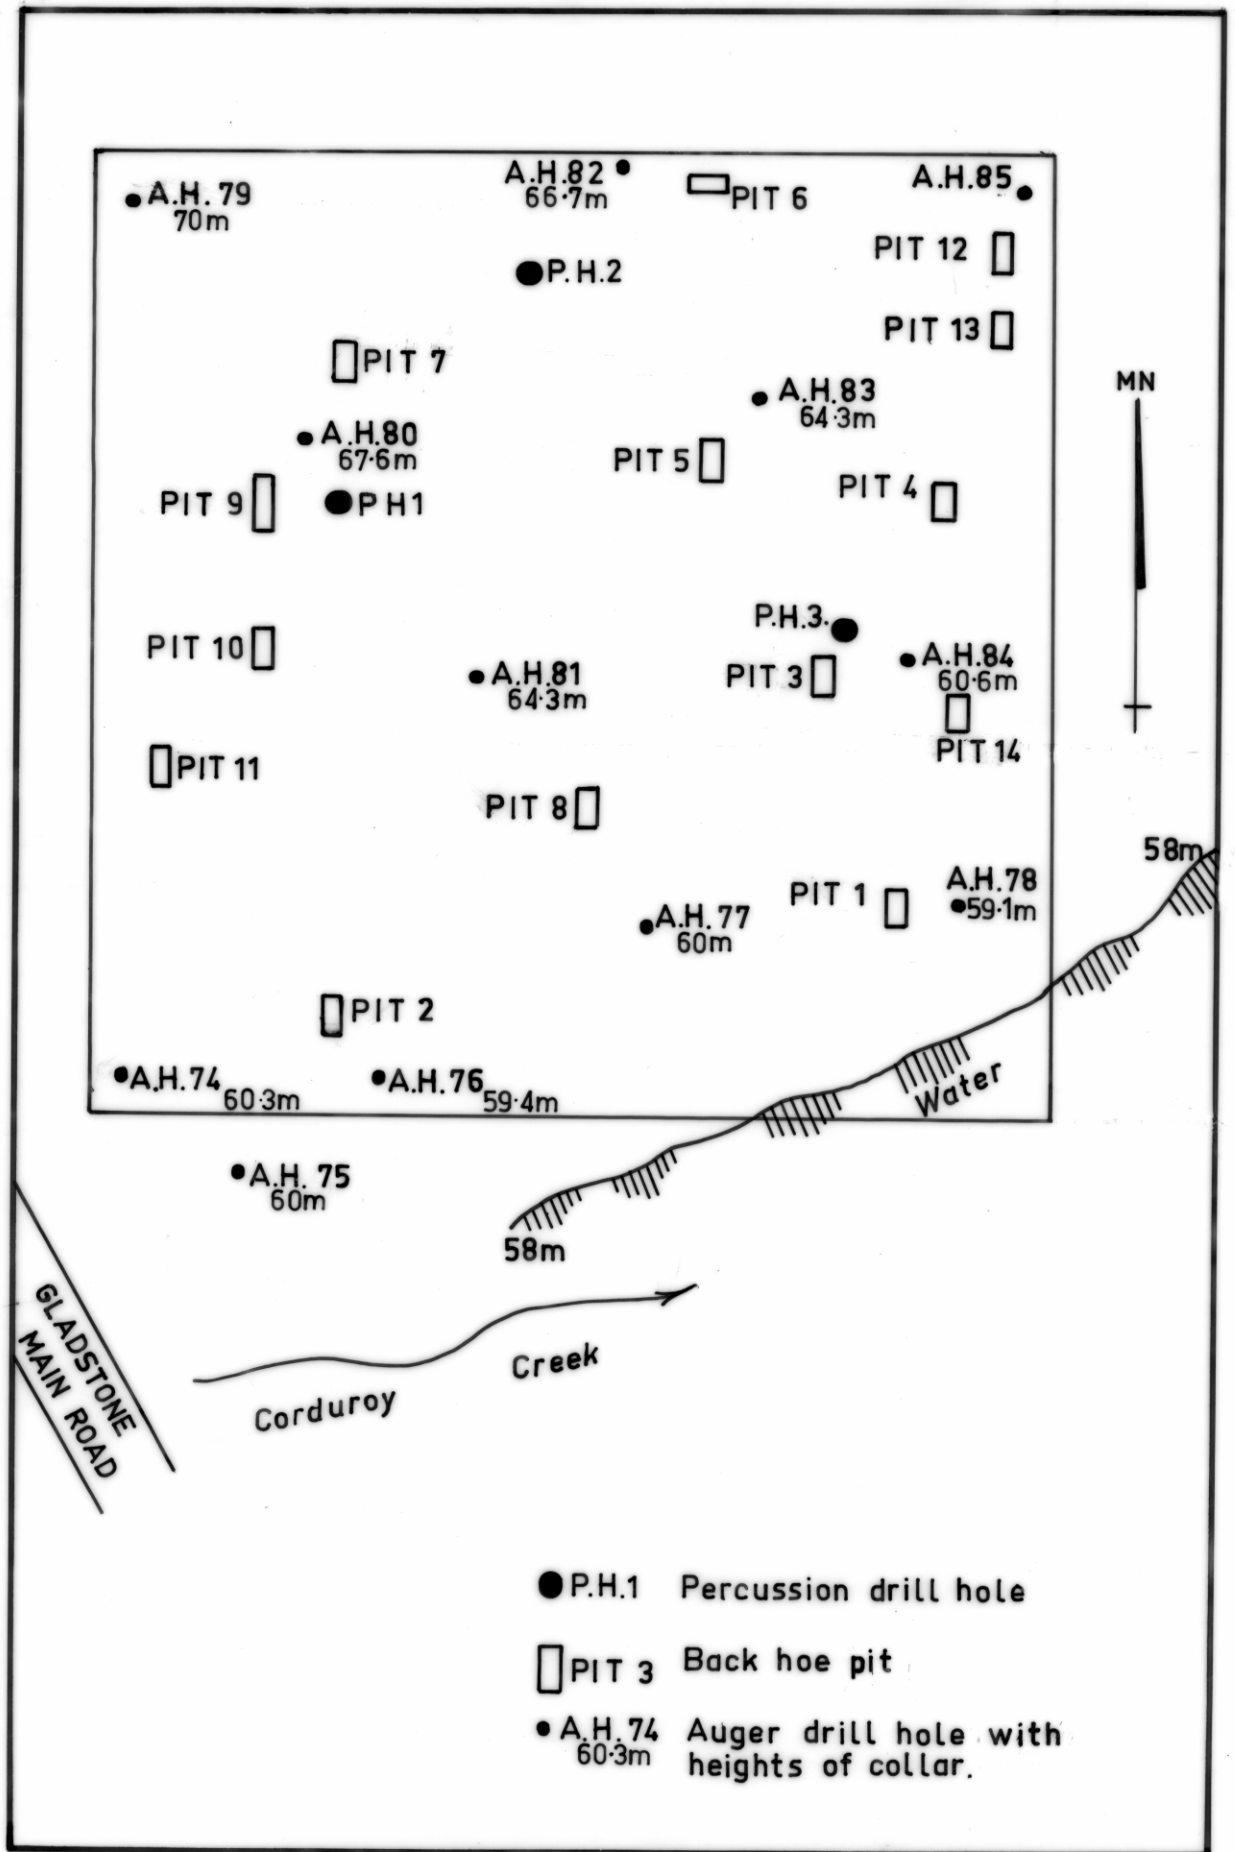 A.H. 79
70m
A.H.82
66·7m
PIT 6
A.H.85
PIT 12
P.H.2
PIT 13
PIT 7
MN
A.H.83
64·3m
A.H.80
67·6m
PIT 5
PIT 4
PIT 9
P H1
P.H.3.
PIT 10
A.H.81
64·3m
PIT 3
A.H.84
60·6m
PIT 14
PIT 11
PIT 8
58m
PIT 1
A.H.78
59·1m
A.H. 77
60m
PIT 2
A.H.74
60·3m
A.H.76
59·4m
Water
A.H. 75
60m
58m
GLADSTONE
MAIN ROAD
Creek
Corduroy
P.H.1 Percussion drill hole
PIT 3 Back hoe pit
A.H.74 Auger drill hole with
60·3m heights of collar.